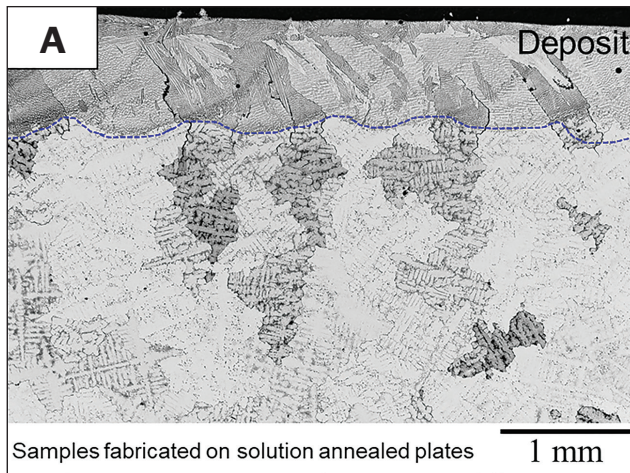 A
Deposit
Samples fabricated on solution annealed plates
1 mm